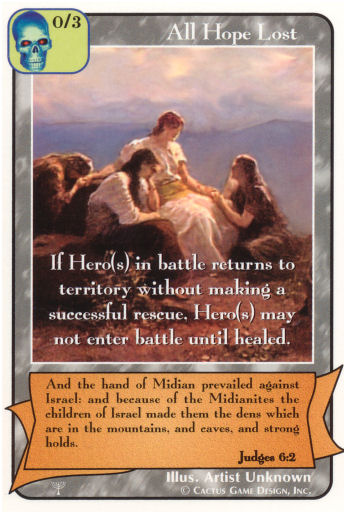 0/3
All Hope Lost
If Hero(s) in battle returns to
territory without making a
successful rescue, Hero(s) may
not enter battle until healed.
And the hand of Midian prevailed against
Israel: and because of the Midianites the
children of Israel made them the dens which
are in the mountains, and caves, and strong
holds.
Judges 6:2
Illus. Artist Unknown
© Cactus Game Design, Inc.